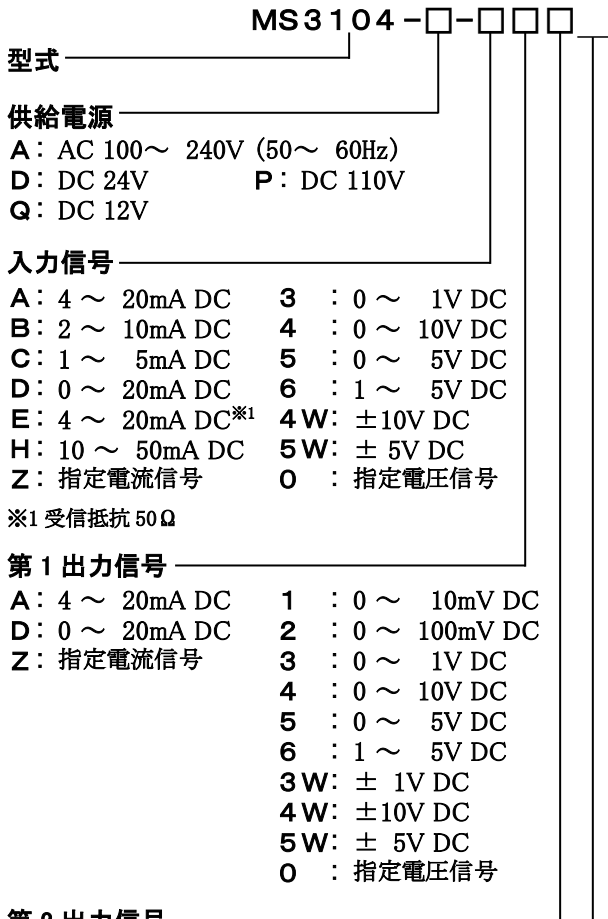 MS3104-□-□□□
型式
供給電源
A: AC 100～ 240V (50～ 60Hz)
D: DC 24V P: DC 110V
Q: DC 12V
入力信号
A: 4 ～ 20mA DC 3 : 0 ～ 1V DC
B: 2 ～ 10mA DC 4 : 0 ～ 10V DC
C: 1 ～ 5mA DC 5 : 0 ～ 5V DC
D: 0 ～ 20mA DC 6 : 1 ～ 5V DC
E: 4 ～ 20mA DC※1 4W: ±10V DC
H: 10 ～ 50mA DC 5W: ± 5V DC
Z: 指定電流信号 0 : 指定電圧信号
※1 受信抵抗 50Ω
第1出力信号
A: 4 ～ 20mA DC 1 : 0 ～ 10mV DC
D: 0 ～ 20mA DC 2 : 0 ～ 100mV DC
Z: 指定電流信号 3 : 0 ～ 1V DC
4 : 0 ～ 10V DC
5 : 0 ～ 5V DC
6 : 1 ～ 5V DC
3W: ± 1V DC
4W: ±10V DC
5W: ± 5V DC
0 : 指定電圧信号